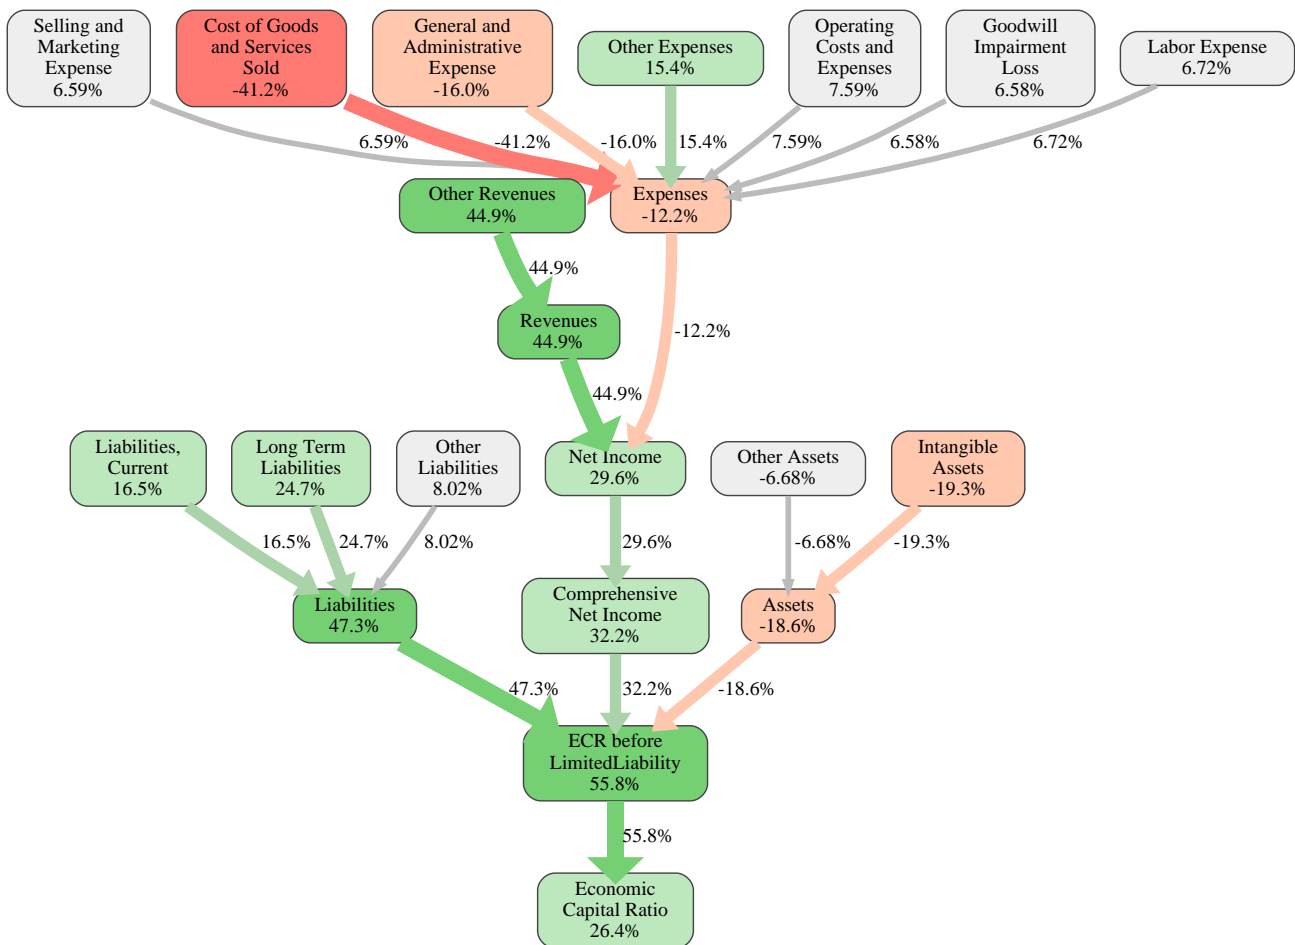 Selling and
Marketing
Expense
6.59%
Cost of Goods
and Services
Sold
-41.2%
General and
Administrative
Expense
-16.0%
Other Expenses
15.4%
Operating
Costs and
Expenses
7.59%
Goodwill
Impairment
Loss
6.58%
Labor Expense
6.72%
6.59%
-41.2%
-16.0%
15.4%
7.59%
6.58%
6.72%
Other Revenues
44.9%
Expenses
-12.2%
44.9%
Revenues
44.9%
-12.2%
44.9%
Liabilities,
Current
16.5%
Long Term
Liabilities
24.7%
Other
Liabilities
8.02%
Net Income
29.6%
Other Assets
-6.68%
Intangible
Assets
-19.3%
16.5%
24.7%
8.02%
29.6%
-6.68%
-19.3%
Liabilities
47.3%
Comprehensive
Net Income
32.2%
Assets
-18.6%
47.3%
32.2%
-18.6%
ECR before
LimitedLiability
55.8%
55.8%
Economic
Capital Ratio
26.4%